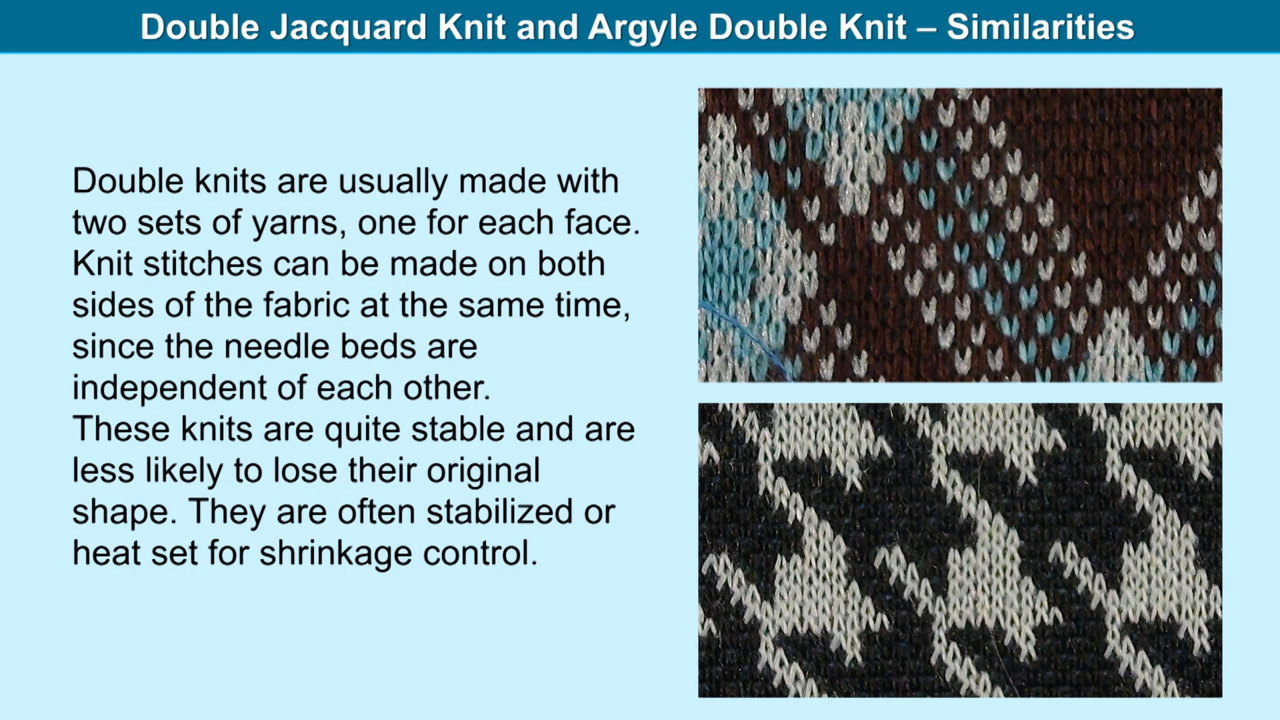 Double Jacquard Knit and Argyle Double Knit – Similarities
Double knits are usually made with
two sets of yarns, one for each face.
Knit stitches can be made on both
sides of the fabric at the same time,
since the needle beds are
independent of each other.
These knits are quite stable and are
less likely to lose their original
shape. They are often stabilized or
heat set for shrinkage control.